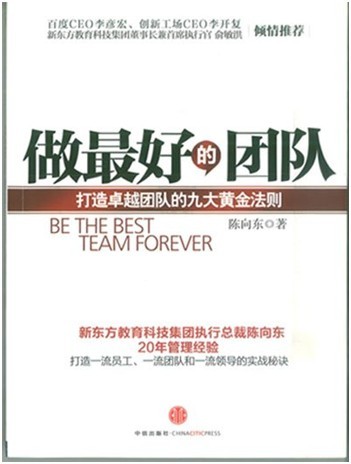 百度CEO李彦宏、创新工场CEO李开复
新东方教育科技集团董事长兼首席执行官 俞敏洪
倾情推荐
做最好的团队
打造卓越团队的九大黄金法则
BE THE BEST
TEAM FOREVER
陈向东◎著
新东方教育科技集团执行总裁陈向东
20年管理经验
打造一流员工、一流团队和一流领导的实战秘诀
中信出版社·CHINACITICPRESS